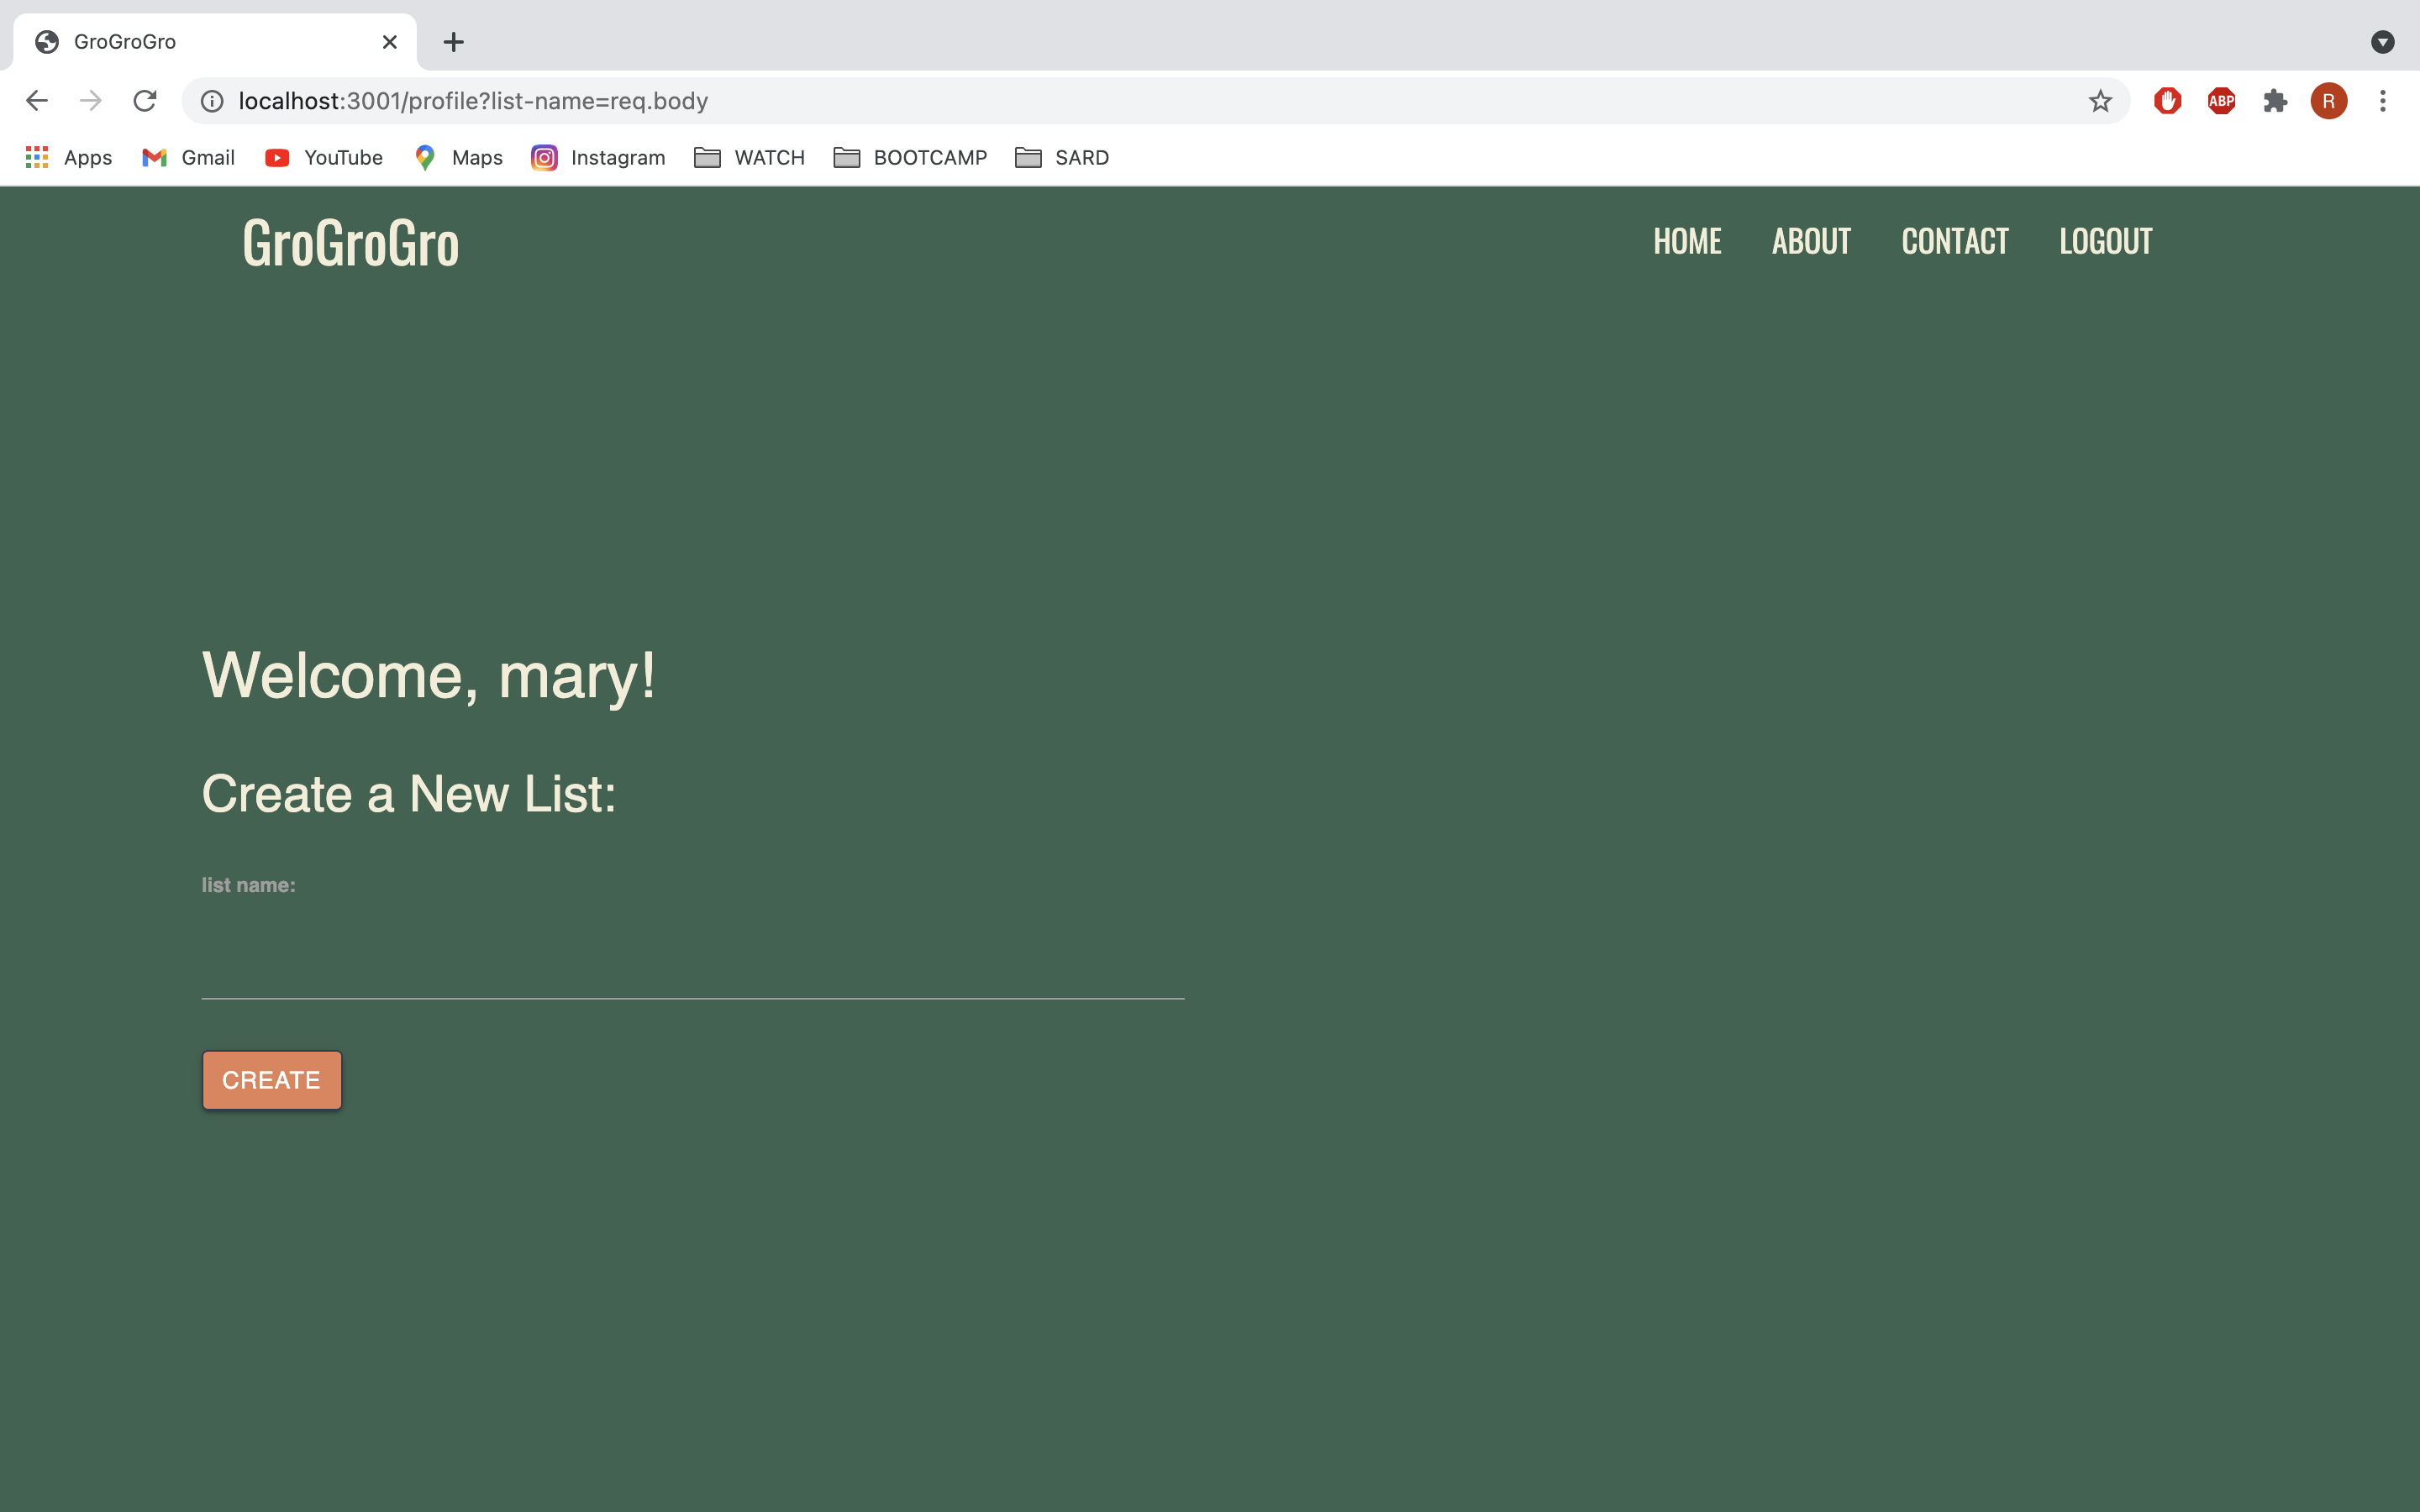 GroGroGro
localhost:3001/profile?list-name=req.body
ABP
R
Apps Gmail YouTube Maps Instagram WATCH BOOTCAMP SARD
GroGroGro HOME ABOUT CONTACT LOGOUT
Welcome, mary!
Create a New List:
list name:
CREATE